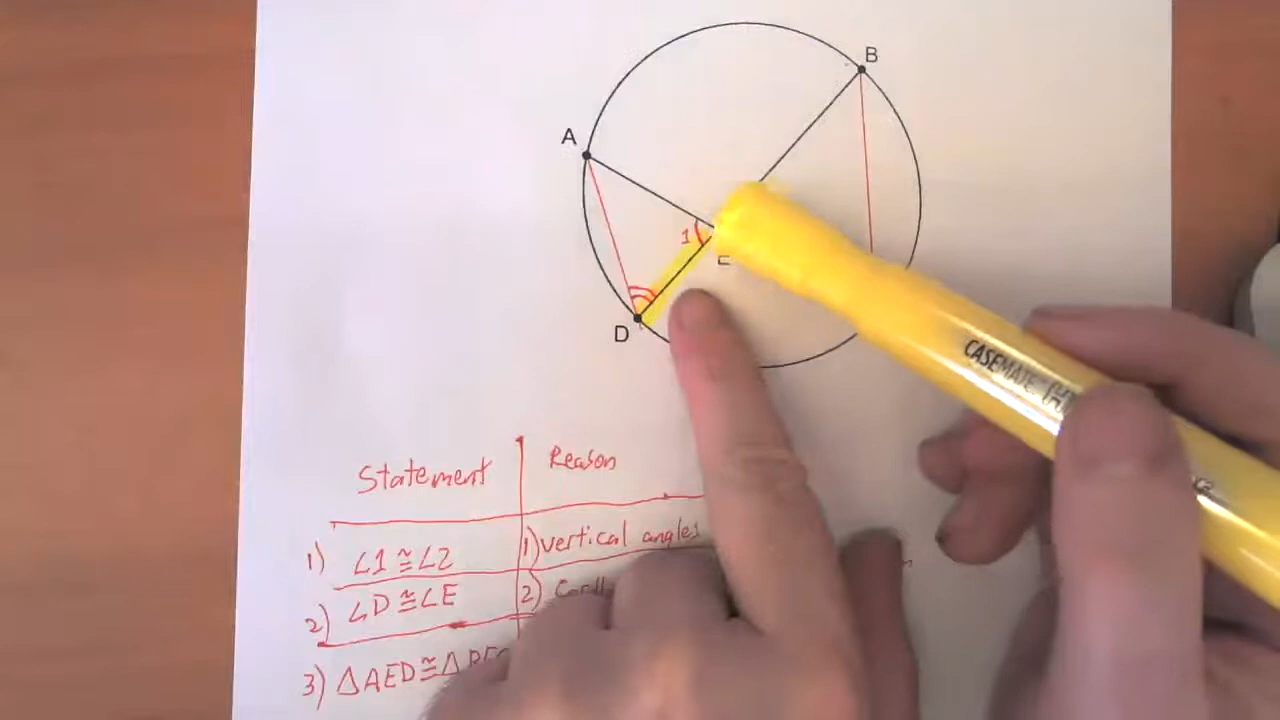 B
A
1
E
D
CASEMATE
Statement Reason
1) ∠1 ≅ ∠2 1) vertical angles
2) ∠D ≅ ∠E 2)
3) △AED ≅ △